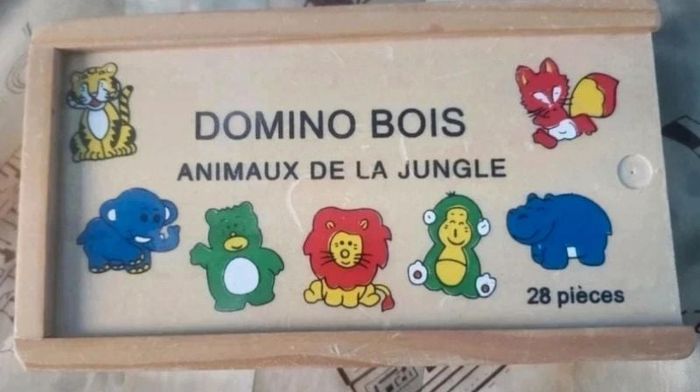 DOMINO BOIS
ANIMAUX DE LA JUNGLE
28 pièces